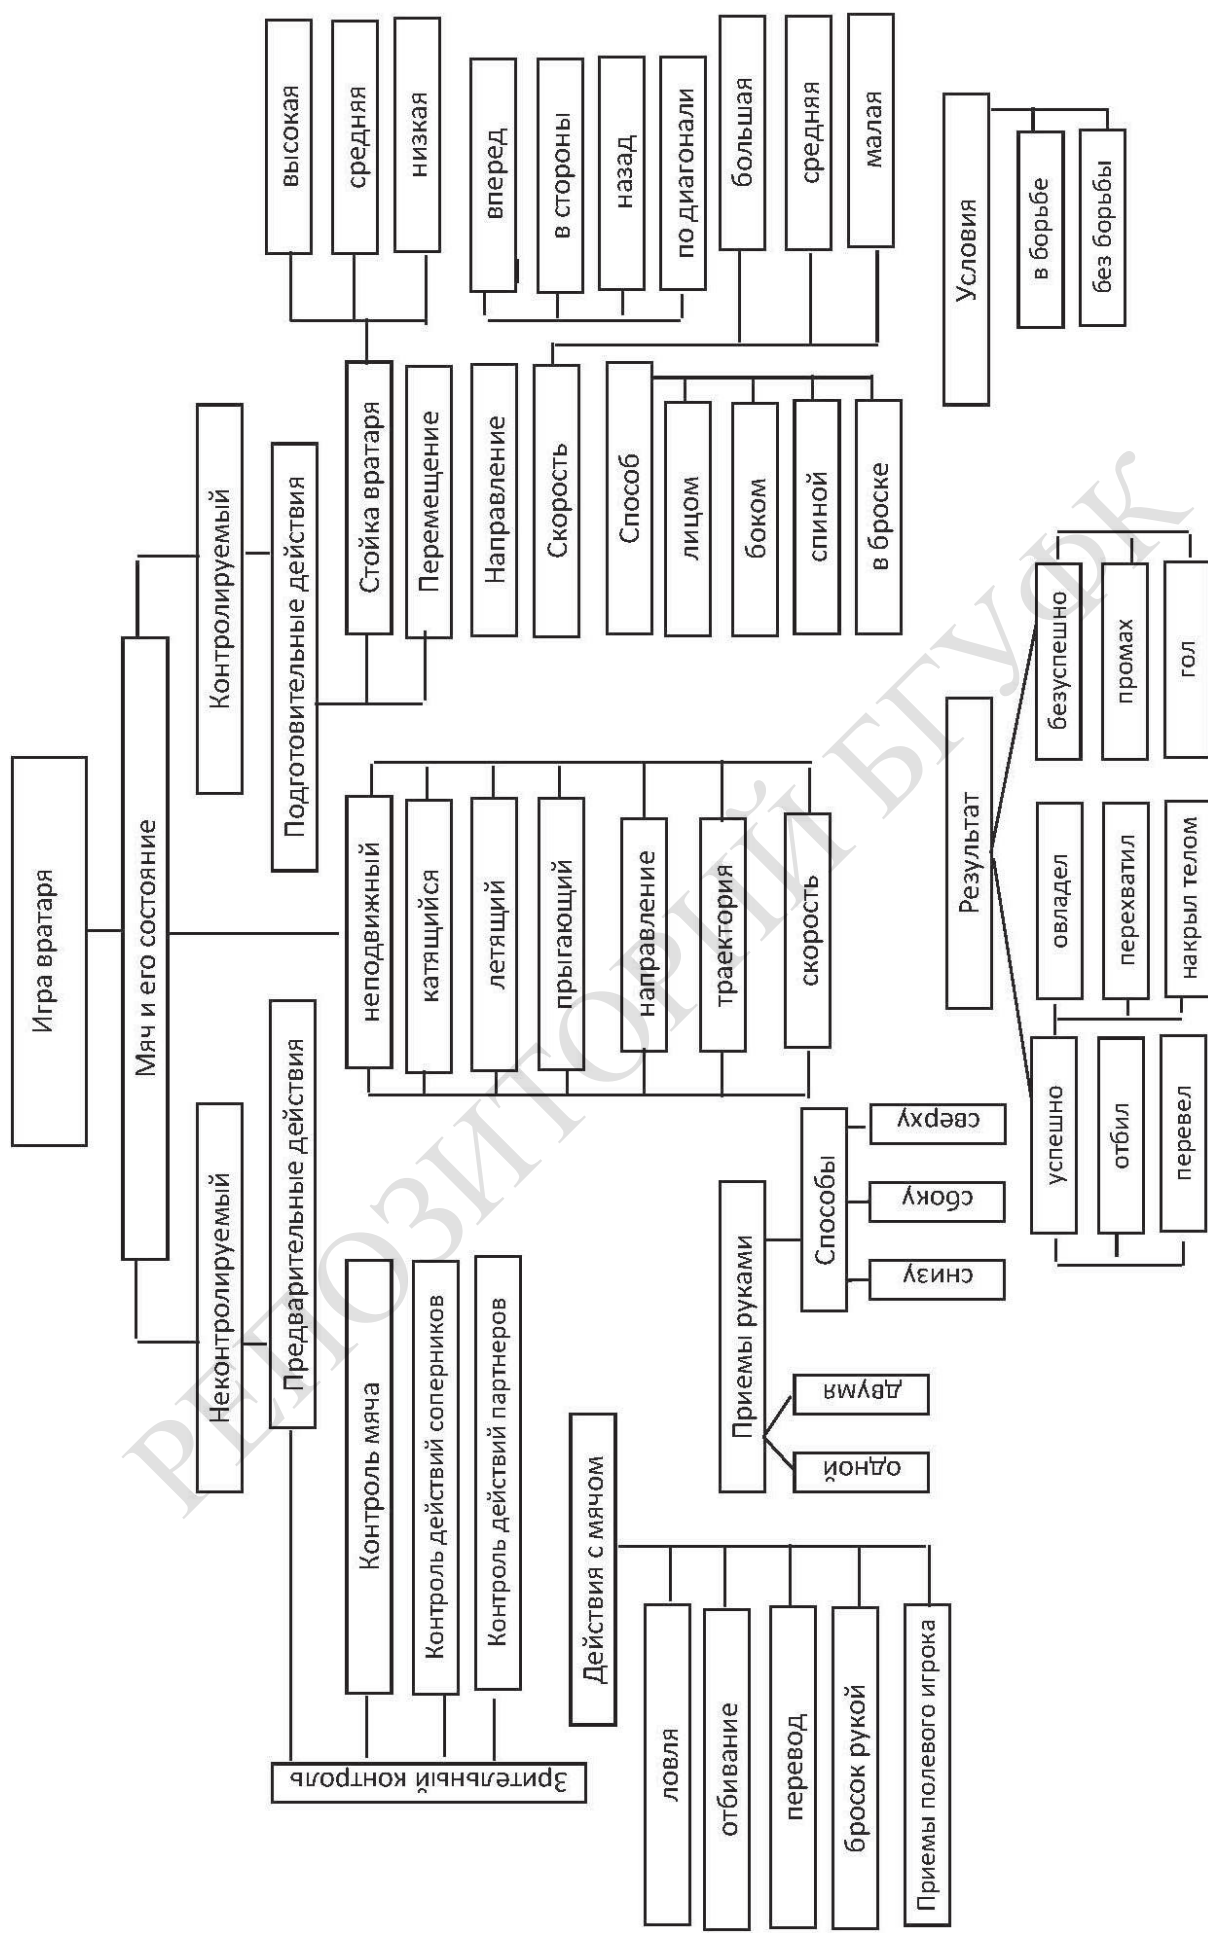 Игра вратаря
Мяч и его состояние
Неконтролируемый
Контролируемый
Предварительные действия
Подготовительные действия
Зрительный контроль
Контроль мяча
Контроль действий соперников
Контроль действий партнеров
неподвижный
катящийся
летящий
прыгающий
направление
траектория
скорость
Стойка вратаря
высокая
средняя
низкая
Перемещение
Направление
вперед
в стороны
назад
по диагонали
Скорость
большая
средняя
малая
Способ
лицом
боком
спиной
в броске
Действия с мячом
ловля
отбивание
перевод
бросок рукой
Приемы полевого игрока
Приемы руками
одной
двумя
Способы
снизу
сбоку
сверху
Результат
успешно
отбил
перевел
овладел
перехватил
накрыл телом
безуспешно
промах
гол
Условия
в борьбе
без борьбы
РЕПОЗИТОРИЙ БГУФК